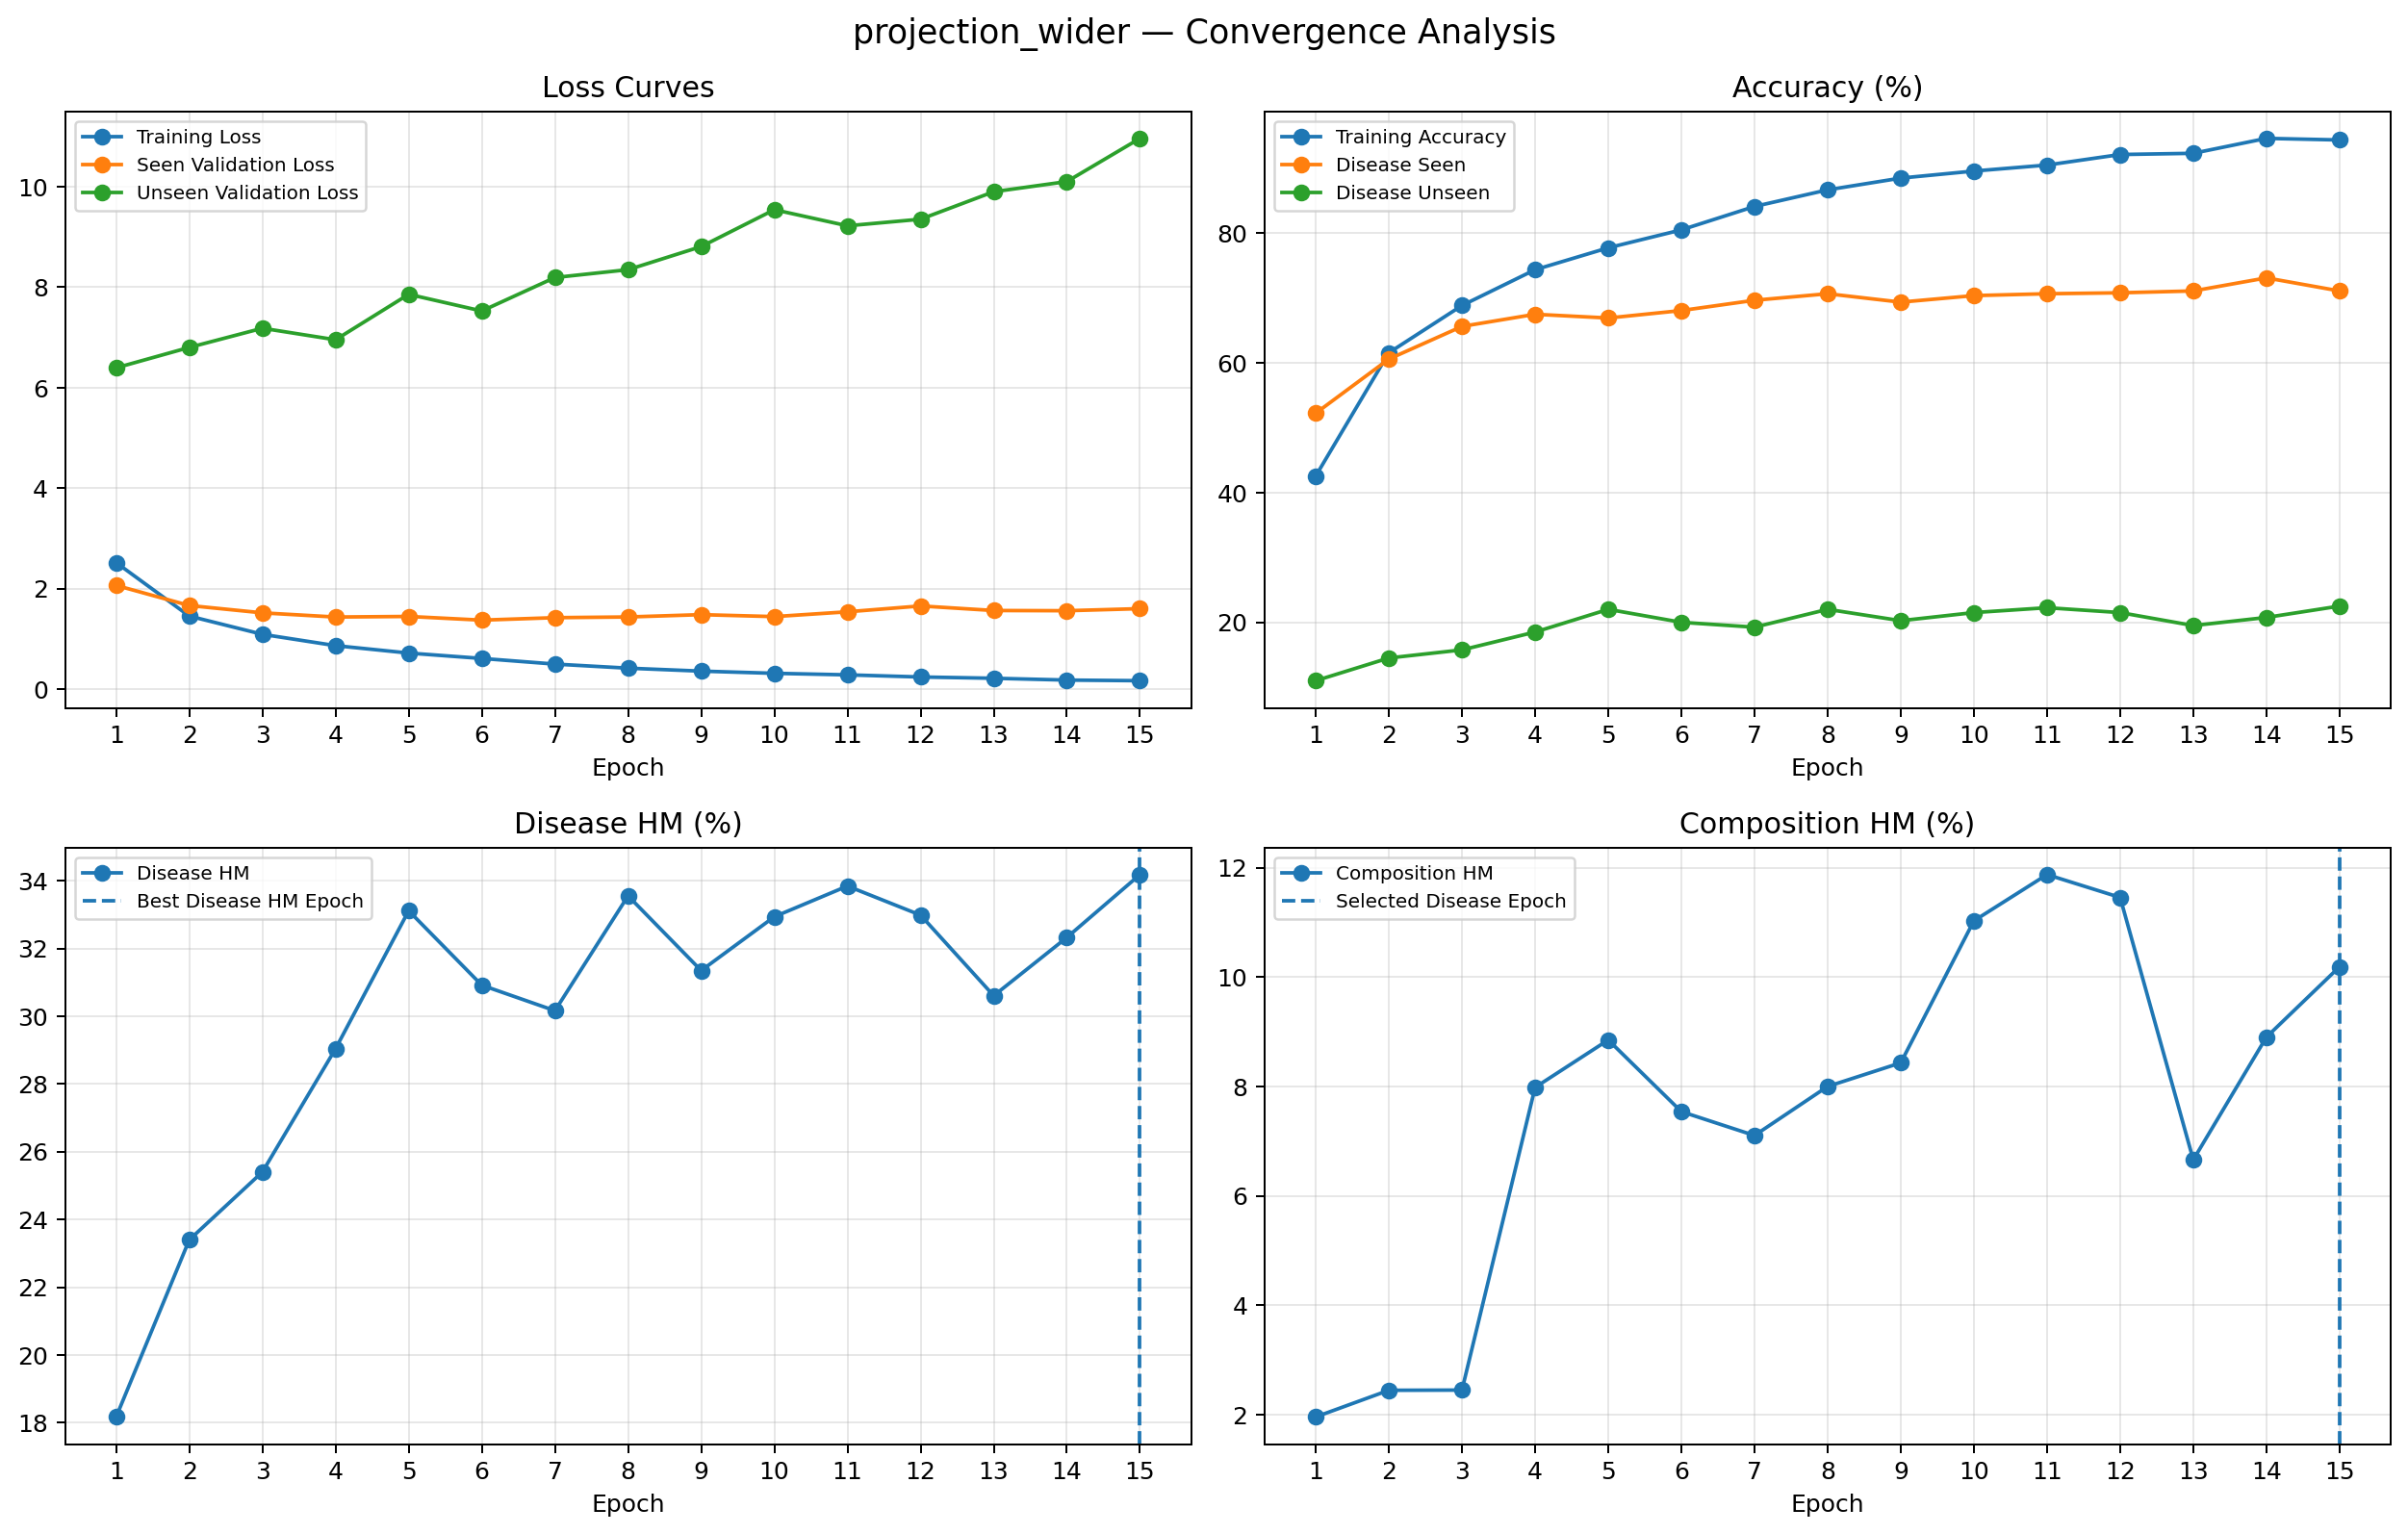 projection_wider — Convergence Analysis
Loss Curves
Training Loss
Seen Validation Loss
Unseen Validation Loss
10
8
6
4
2
0
1 2 3 4 5 6 7 8 9 10 11 12 13 14 15
Epoch
Accuracy (%)
Training Accuracy
Disease Seen
Disease Unseen
80
60
40
20
1 2 3 4 5 6 7 8 9 10 11 12 13 14 15
Epoch
Disease HM (%)
Disease HM
Best Disease HM Epoch
34
32
30
28
26
24
22
20
18
1 2 3 4 5 6 7 8 9 10 11 12 13 14 15
Epoch
Composition HM (%)
Composition HM
Selected Disease Epoch
12
10
8
6
4
2
1 2 3 4 5 6 7 8 9 10 11 12 13 14 15
Epoch